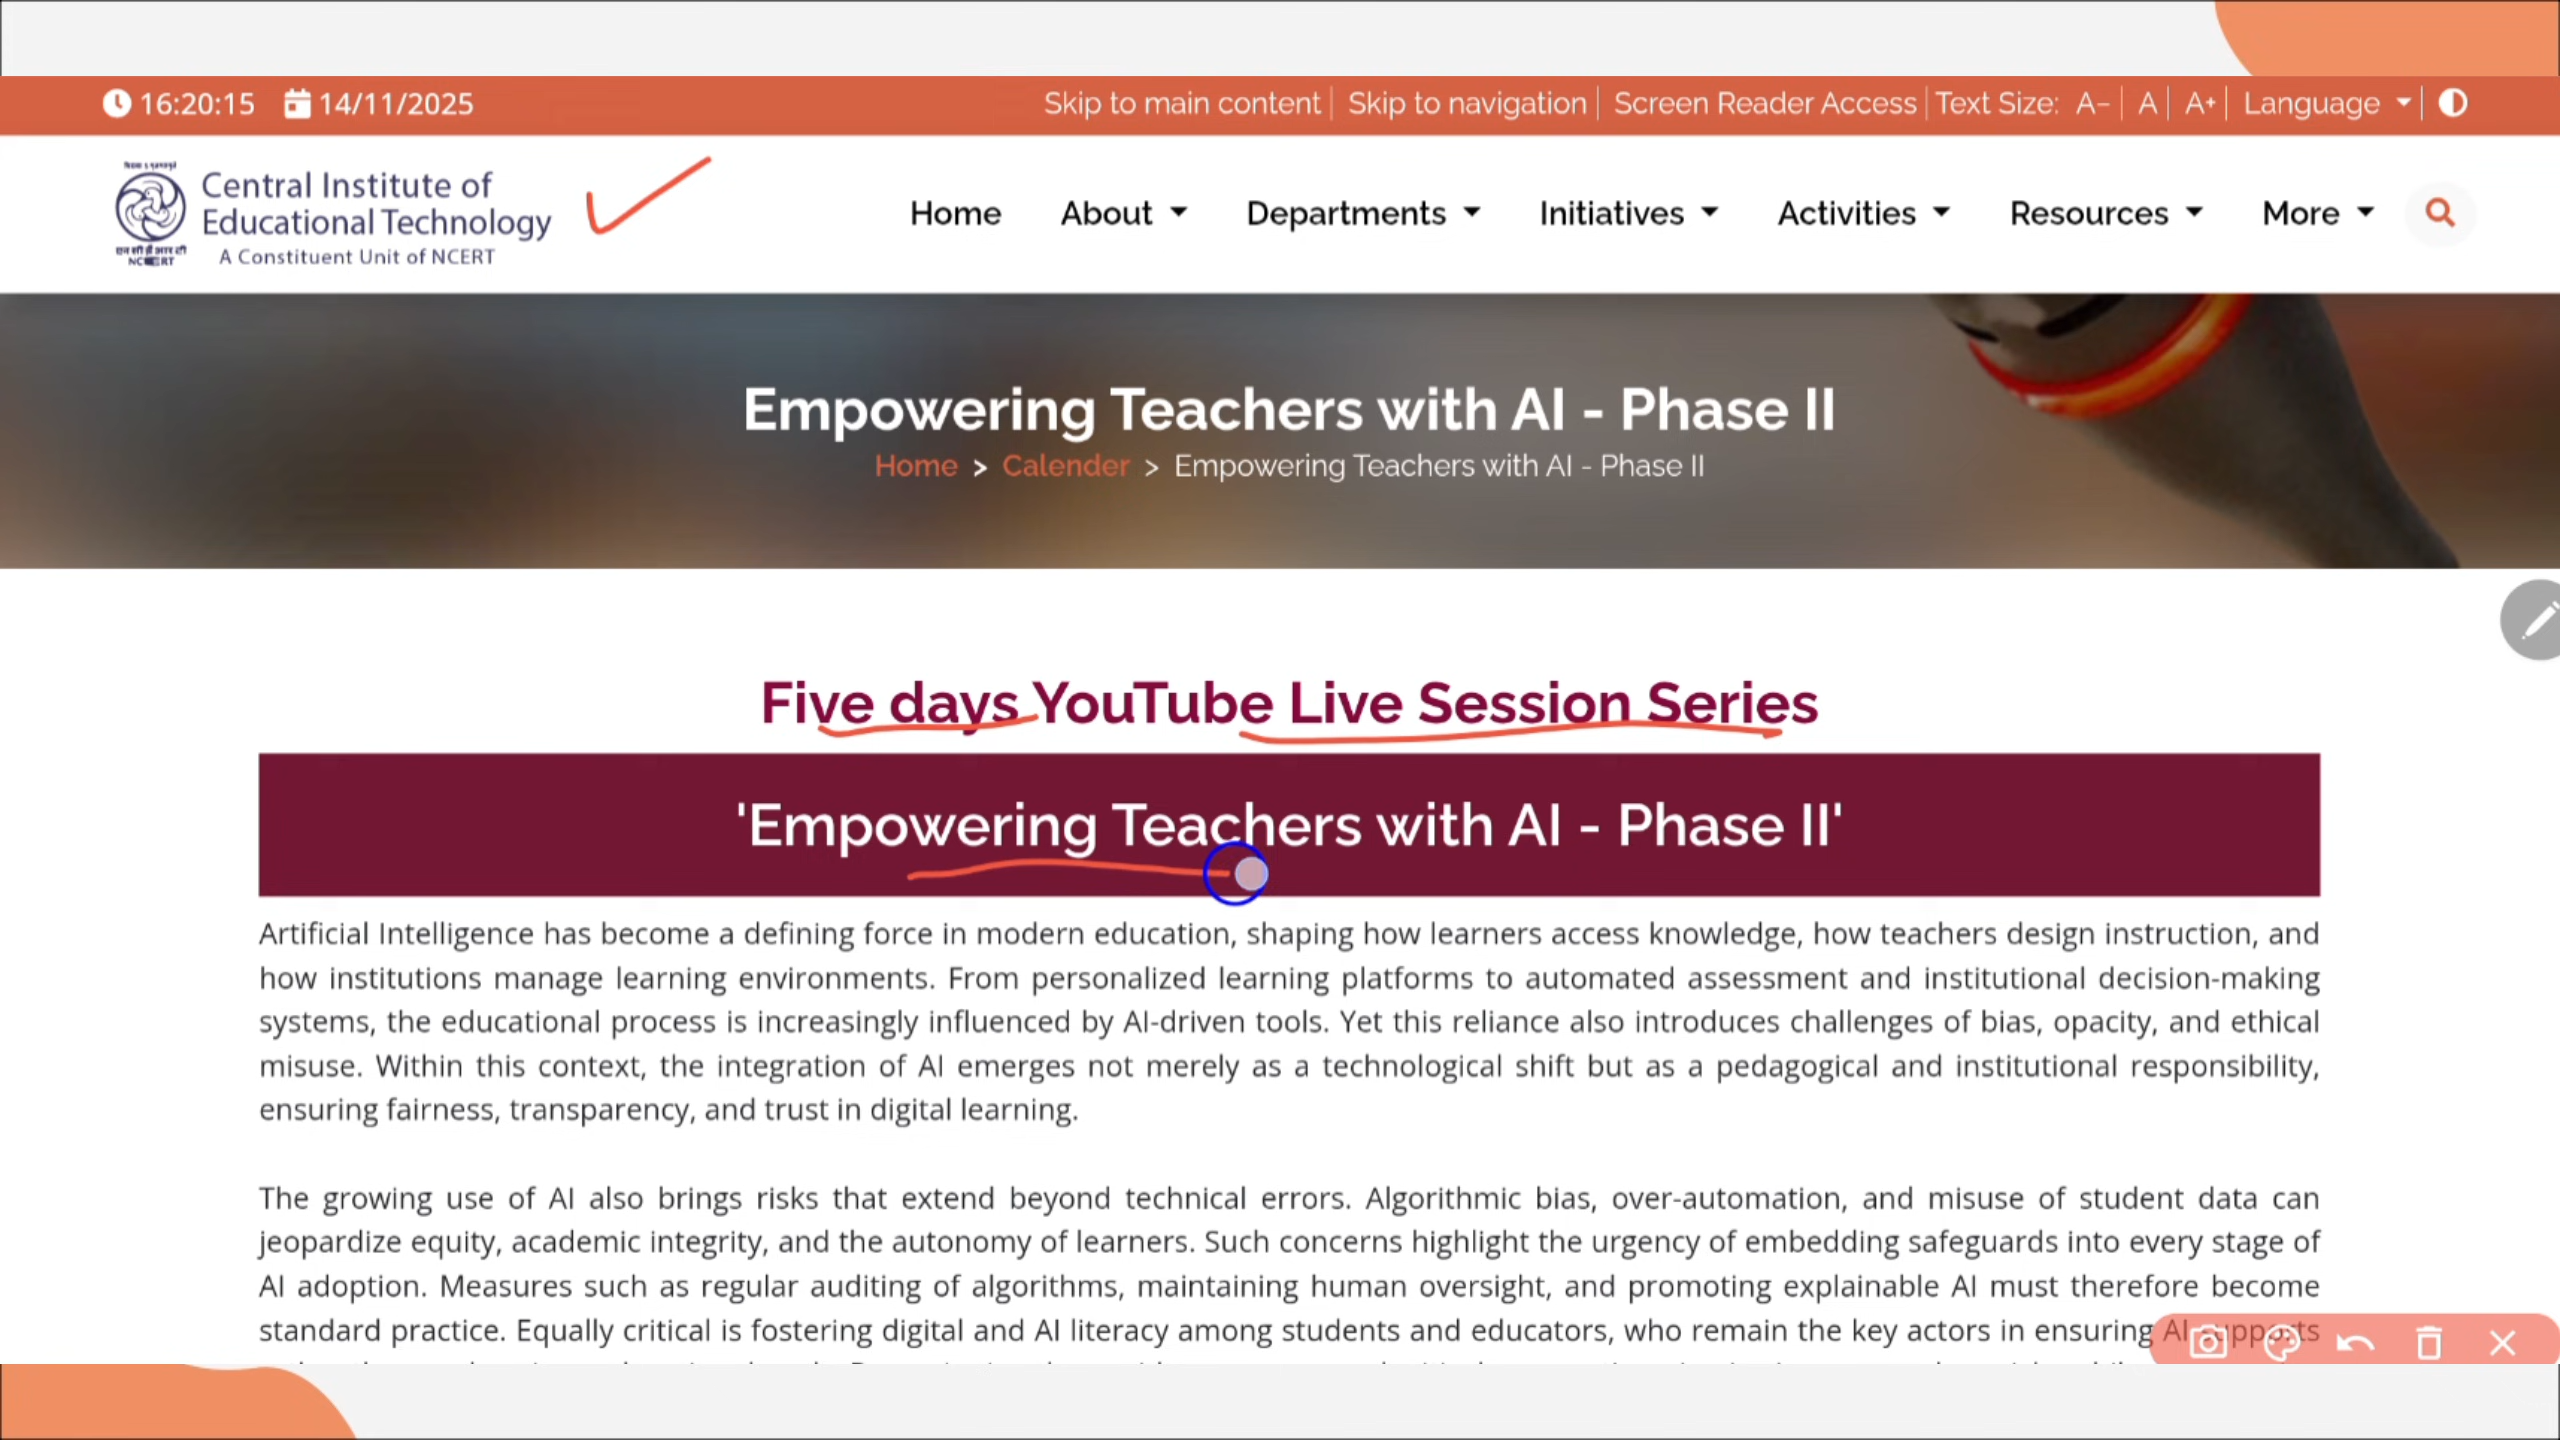 16:20:15 14/11/2025 Skip to main content Skip to navigation Screen Reader Access Text Size: A- A A+ Language
Central Institute of
Educational Technology
A Constituent Unit of NCERT
एन सी ई आर टी
NCERT
Home About Departments Initiatives Activities Resources More
Empowering Teachers with AI - Phase II
Home > Calender > Empowering Teachers with AI - Phase II
Five days YouTube Live Session Series
'Empowering Teachers with AI - Phase II'
Artificial Intelligence has become a defining force in modern education, shaping how learners access knowledge, how teachers design instruction, and
how institutions manage learning environments. From personalized learning platforms to automated assessment and institutional decision-making
systems, the educational process is increasingly influenced by AI-driven tools. Yet this reliance also introduces challenges of bias, opacity, and ethical
misuse. Within this context, the integration of AI emerges not merely as a technological shift but as a pedagogical and institutional responsibility,
ensuring fairness, transparency, and trust in digital learning.
The growing use of AI also brings risks that extend beyond technical errors. Algorithmic bias, over-automation, and misuse of student data can
jeopardize equity, academic integrity, and the autonomy of learners. Such concerns highlight the urgency of embedding safeguards into every stage of
AI adoption. Measures such as regular auditing of algorithms, maintaining human oversight, and promoting explainable AI must therefore become
standard practice. Equally critical is fostering digital and AI literacy among students and educators, who remain the key actors in ensuring AI supports